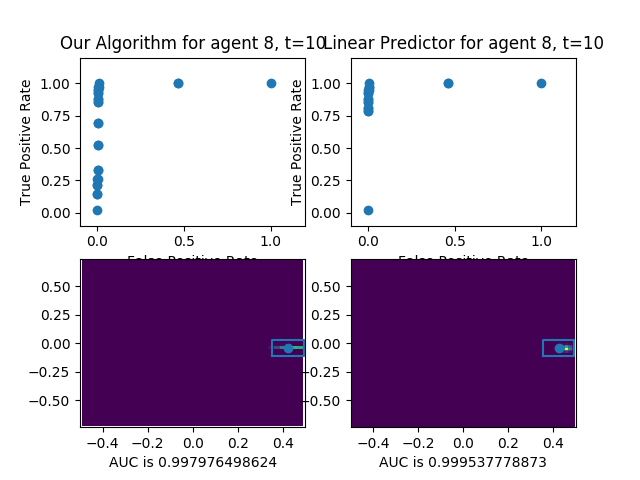 Our Algorithm for agent 8, t=10
Linear Predictor for agent 8, t=10
True Positive Rate
1.00
0.75
0.50
0.25
0.00
0.0 0.5 1.0
False Positive Rate
True Positive Rate
1.00
0.75
0.50
0.25
0.00
0.0 0.5 1.0
False Positive Rate
0.50
0.25
0.00
−0.25
−0.50
−0.4 −0.2 0.0 0.2 0.4
AUC is 0.997976498624
0.50
0.25
0.00
−0.25
−0.50
−0.4 −0.2 0.0 0.2 0.4
AUC is 0.999537778873